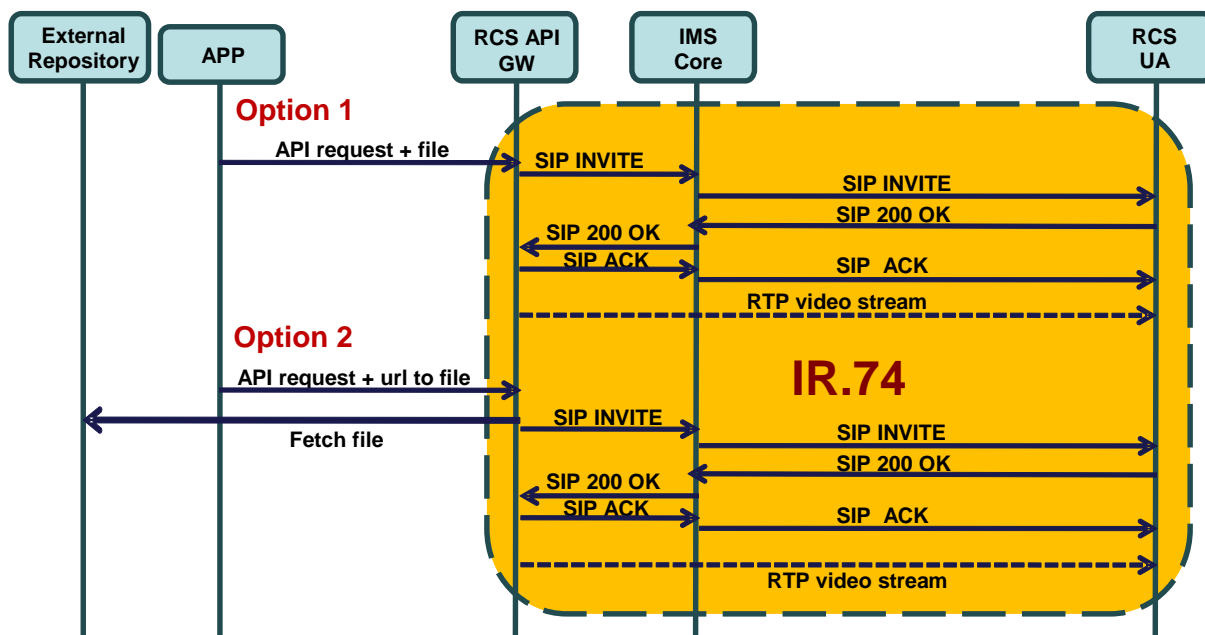 External
Repository
APP
RCS API
GW
IMS
Core
RCS
UA
Option 1
API request + file
SIP INVITE
SIP INVITE
SIP 200 OK
SIP 200 OK
SIP ACK
SIP ACK
RTP video stream
Option 2
API request + url to file
IR.74
Fetch file
SIP INVITE
SIP INVITE
SIP 200 OK
SIP 200 OK
SIP ACK
SIP ACK
RTP video stream